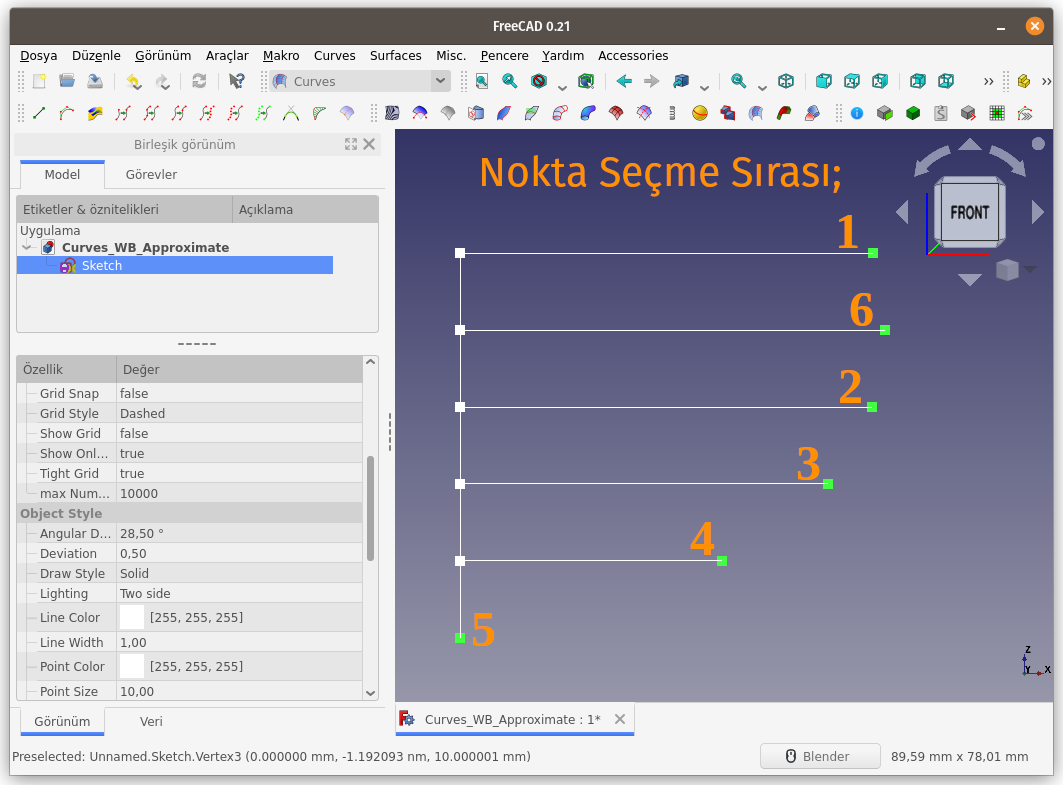 FreeCAD 0.21
Dosya Düzenle Görünüm Araçlar Makro Curves Surfaces Misc. Pencere Yardım Accessories
Curves
Birleşik görünüm
Model Görevler
Etiketler & öznitelikleri Açıklama
Uygulama
Curves_WB_Approximate
Sketch
Özellik Değer
Grid Snap false
Grid Style Dashed
Show Grid false
Show Onl... true
Tight Grid true
max Num... 10000
Object Style
Angular D... 28,50 °
Deviation 0,50
Draw Style Solid
Lighting Two side
Line Color [255, 255, 255]
Line Width 1,00
Point Color [255, 255, 255]
Point Size 10,00
Görünüm Veri
Nokta Seçme Sırası;
FRONT
1
6
2
3
4
5
Z
Y X
Curves_WB_Approximate : 1*
Preselected: Unnamed.Sketch.Vertex3 (0.000000 mm, -1.192093 nm, 10.000001 mm)
Blender
89,59 mm x 78,01 mm